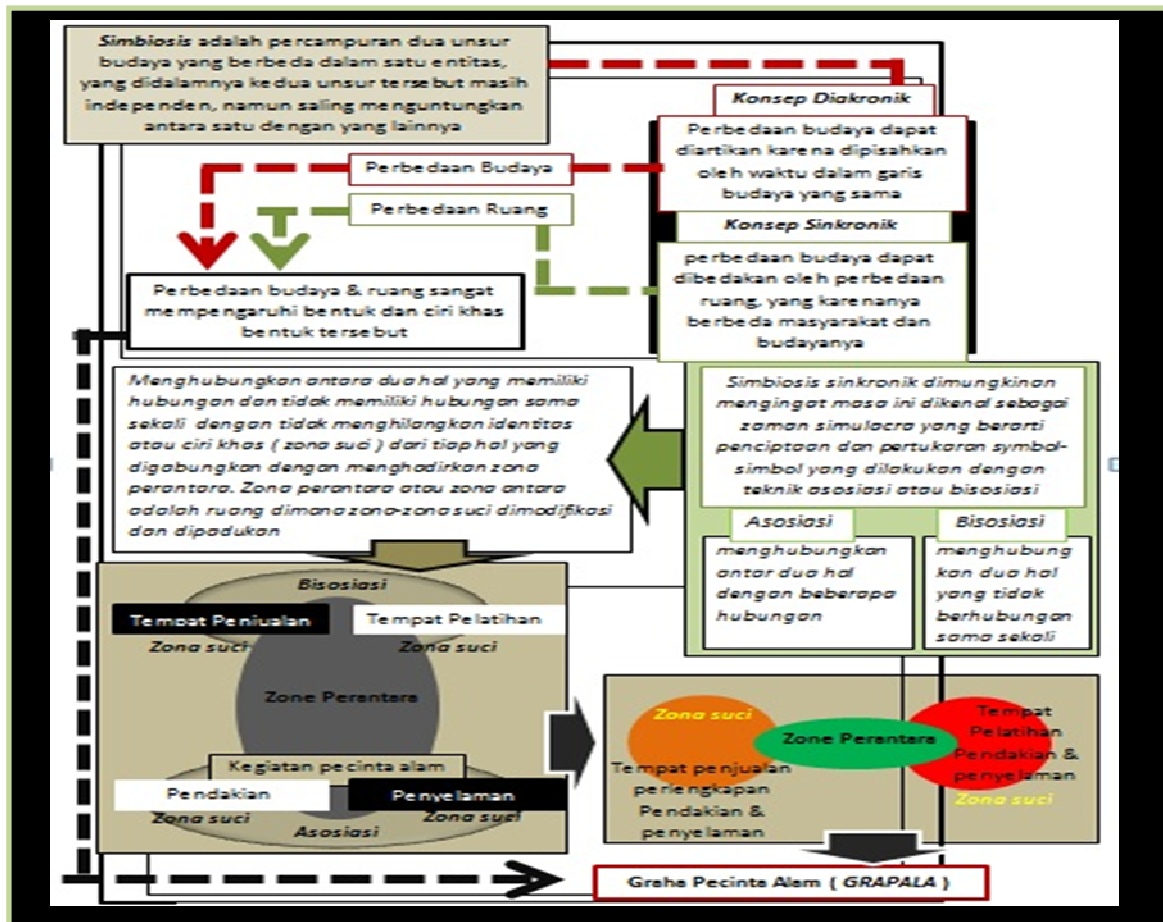 Simbiosis adalah percampuran dua unsur
budaya yang berbeda dalam satu entitas,
yang didalamnya kedua unsur tersebut masih
independen, namun saling menguntungkan
antara satu dengan yang lainnya
Konsep Diakronik
Perbedaan budaya dapat
diartikan karena dipisahkan
oleh waktu dalam garis
budaya yang sama
Perbedaan Budaya
Perbedaan Ruang
Konsep Sinkronik
perbedaan budaya dapat
dibedakan oleh perbedaan
ruang, yang karenanya
berbeda masyarakat dan
budayanya
Perbedaan budaya & ruang sangat
mempengaruhi bentuk dan ciri khas
bentuk tersebut
Menghubungkan antara dua hal yang memiliki
hubungan dan tidak memiliki hubungan sama
sekali dengan tidak menghilangkan identitas
atau ciri khas ( zona suci ) dari tiap hal yang
digabungkan dengan menghadirkan zona
perantara. Zona perantara atau zona antara
adalah ruang dimana zona-zona suci dimodifikasi
dan dipadukan
Simbiosis sinkronik dimungkinan
mengingat masa ini dikenal sebagai
zaman simulacra yang berarti
penciptaan dan pertukaran symbol-
simbol yang dilakukan dengan
teknik asosiasi atau bisosiasi
Asosiasi
menghubungkan
antar dua hal
dengan beberapa
hubungan
Bisosiasi
menghubung
kan dua hal
yang tidak
berhubungan
sama sekali
Bisosiasi
Tempat Penjualan
Tempat Pelatihan
Zona suci
Zona suci
Zone Perantara
Kegiatan pecinta alam
Pendakian
Penyelaman
Zona suci
Zona suci
Asosiasi
Zona suci
Tempat penjualan
perlengkapan
Pendakian &
penyelaman
Zone Perantara
Tempat
Pelatihan
Pendakian &
penyelaman
Zona suci
Graha Pecinta Alam ( GRAPALA )